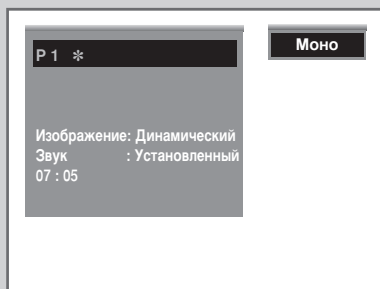 P 1 ✻
Моно
Изображение: Динамический
Звук : Установленный
07 : 05